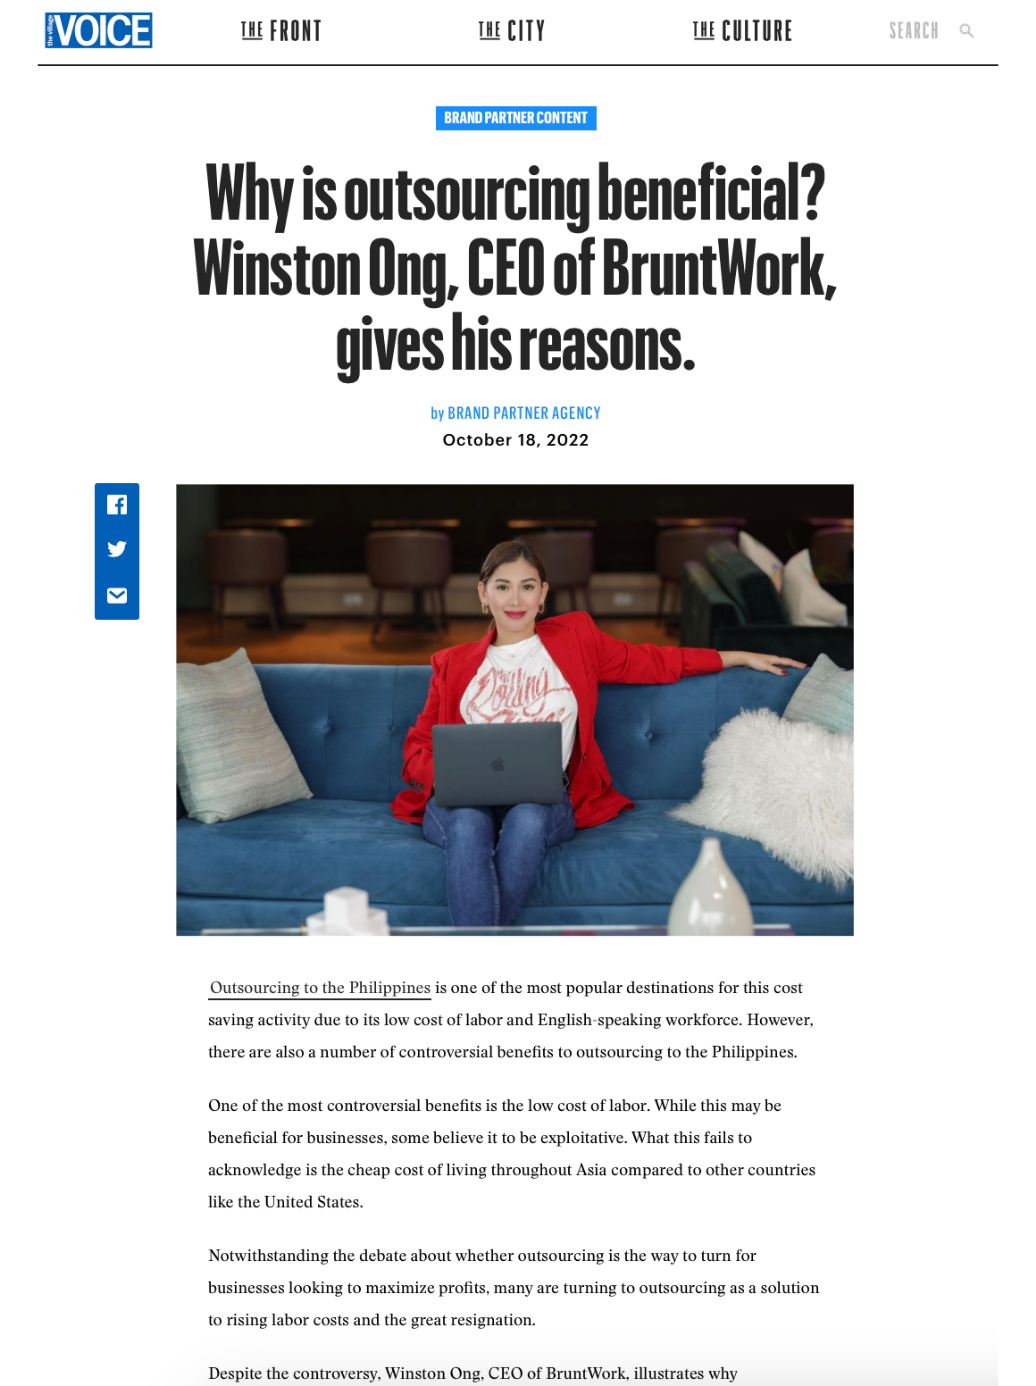 the village VOICE
THE FRONT
THE CITY
THE CULTURE
SEARCH
BRAND PARTNER CONTENT
Why is outsourcing beneficial?
Winston Ong, CEO of BruntWork,
gives his reasons.
by BRAND PARTNER AGENCY
October 18, 2022
Outsourcing to the Philippines is one of the most popular destinations for this cost
saving activity due to its low cost of labor and English-speaking workforce. However,
there are also a number of controversial benefits to outsourcing to the Philippines.
One of the most controversial benefits is the low cost of labor. While this may be
beneficial for businesses, some believe it to be exploitative. What this fails to
acknowledge is the cheap cost of living throughout Asia compared to other countries
like the United States.
Notwithstanding the debate about whether outsourcing is the way to turn for
businesses looking to maximize profits, many are turning to outsourcing as a solution
to rising labor costs and the great resignation.
Despite the controversy, Winston Ong, CEO of BruntWork, illustrates why